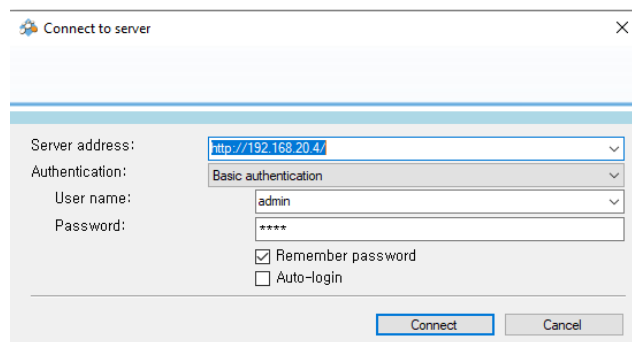 Connect to server
Server address: http://192.168.20.4/
Authentication: Basic authentication
User name: admin
Password: ****
Remember password
Auto-login
Connect Cancel